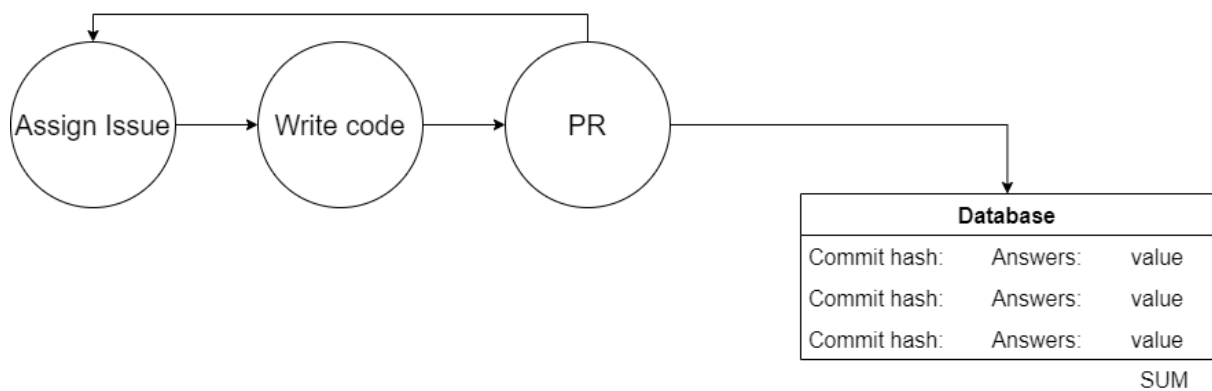 Assign Issue
Write code
PR
Database
Commit hash: Answers: value
Commit hash: Answers: value
Commit hash: Answers: value
SUM